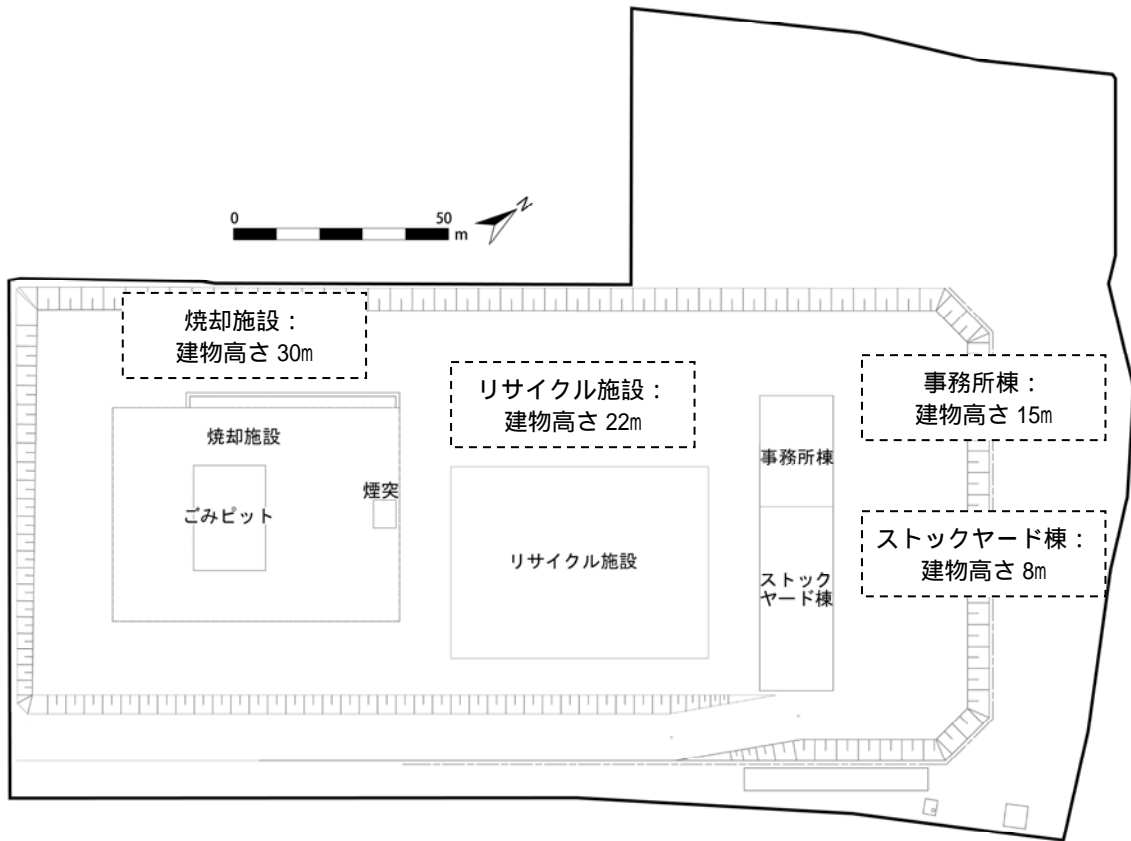 0 50
m
N
焼却施設：
建物高さ 30m
リサイクル施設：
建物高さ 22m
事務所棟：
建物高さ 15m
焼却施設
煙突
ごみピット
事務所棟
リサイクル施設
ストックヤード棟：
建物高さ 8m
ストック
ヤード棟